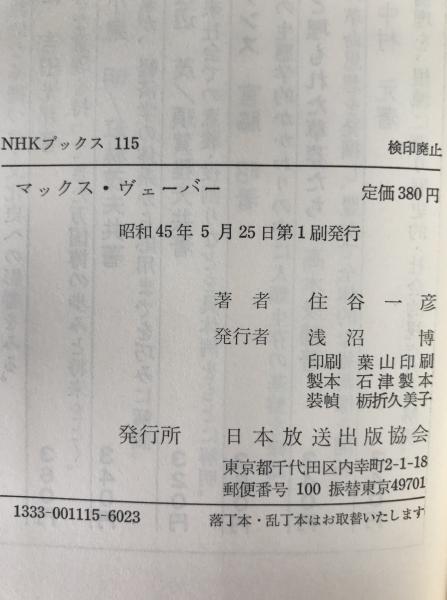 NHKブックス 115 検印廃止
マックス・ヴェーバー 定価380円
昭和45年5月25日第1刷発行
著者 住谷一彦
発行者 浅沼 博
印刷 葉山印刷
製本 石津製本
装幀 栃折久美子
発行所 日本放送出版協会
東京都千代田区内幸町2-1-18
郵便番号 100 振替東京49701
1333-001115-6023 落丁本・乱丁本はお取替いたします